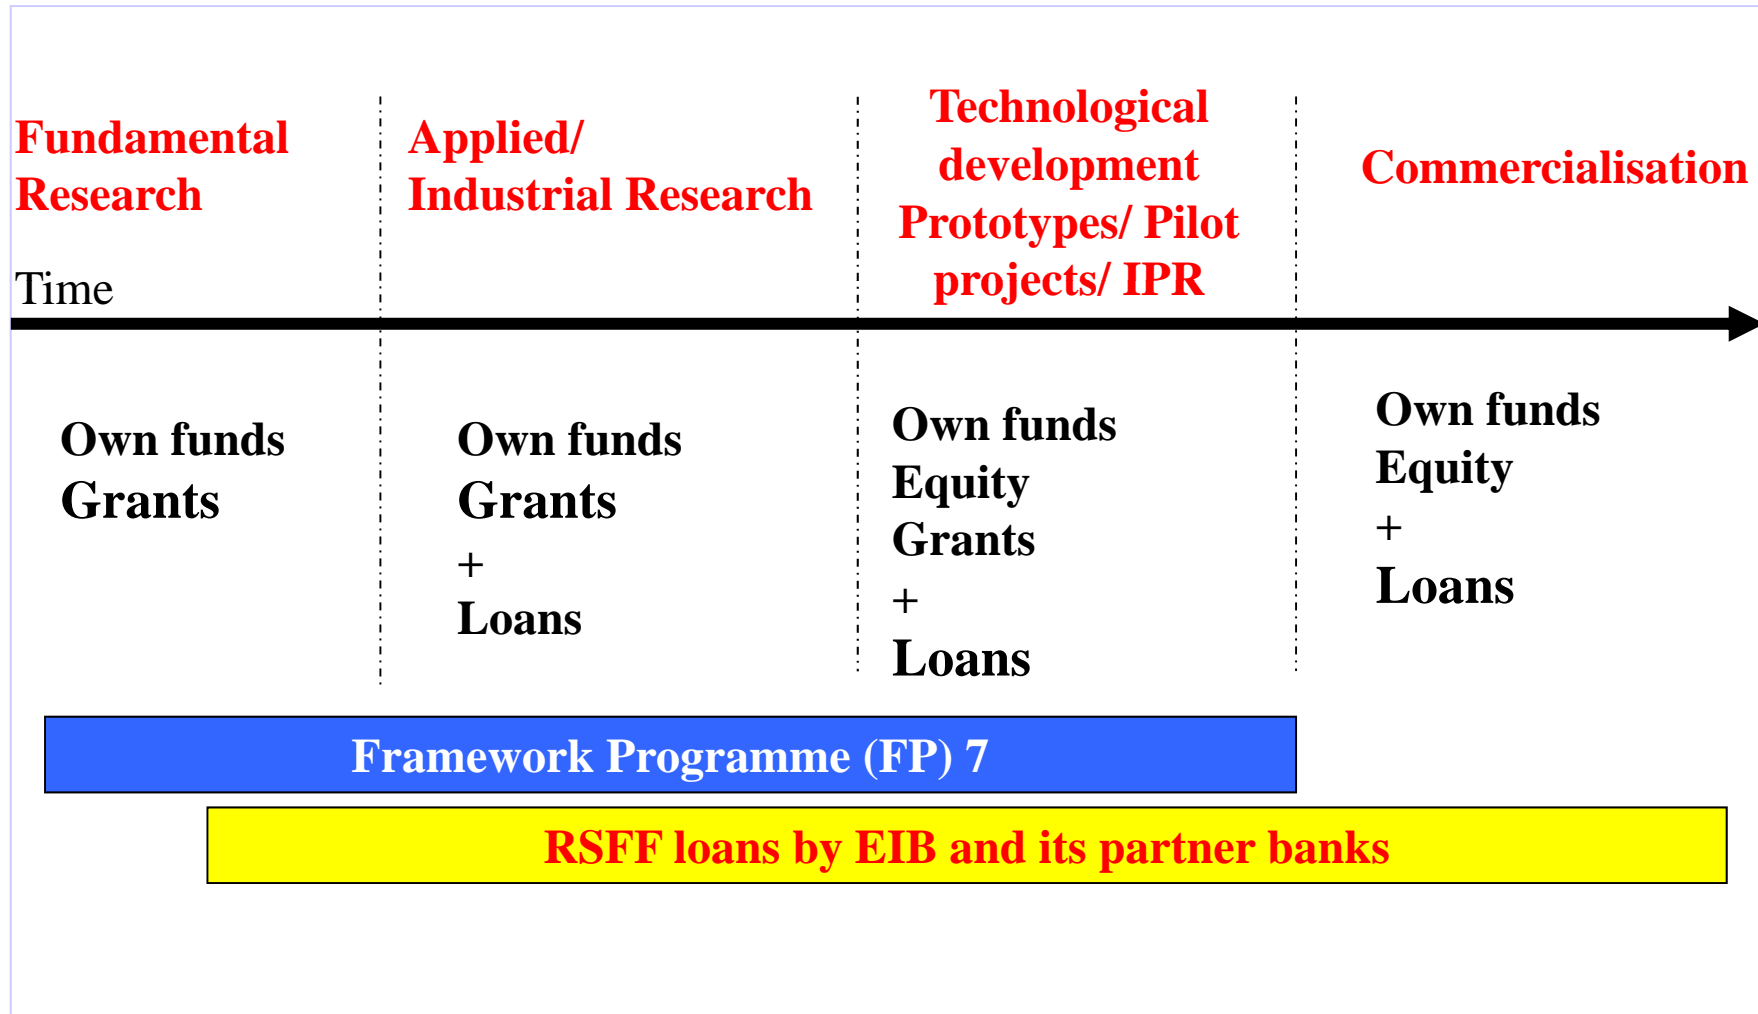 Fundamental
Research
Applied/
Industrial Research
Technological
development
Prototypes/ Pilot
projects/ IPR
Commercialisation
Time
Own funds
Grants
Own funds
Grants
+
Loans
Own funds
Equity
Grants
+
Loans
Own funds
Equity
+
Loans
Framework Programme (FP) 7
RSFF loans by EIB and its partner banks